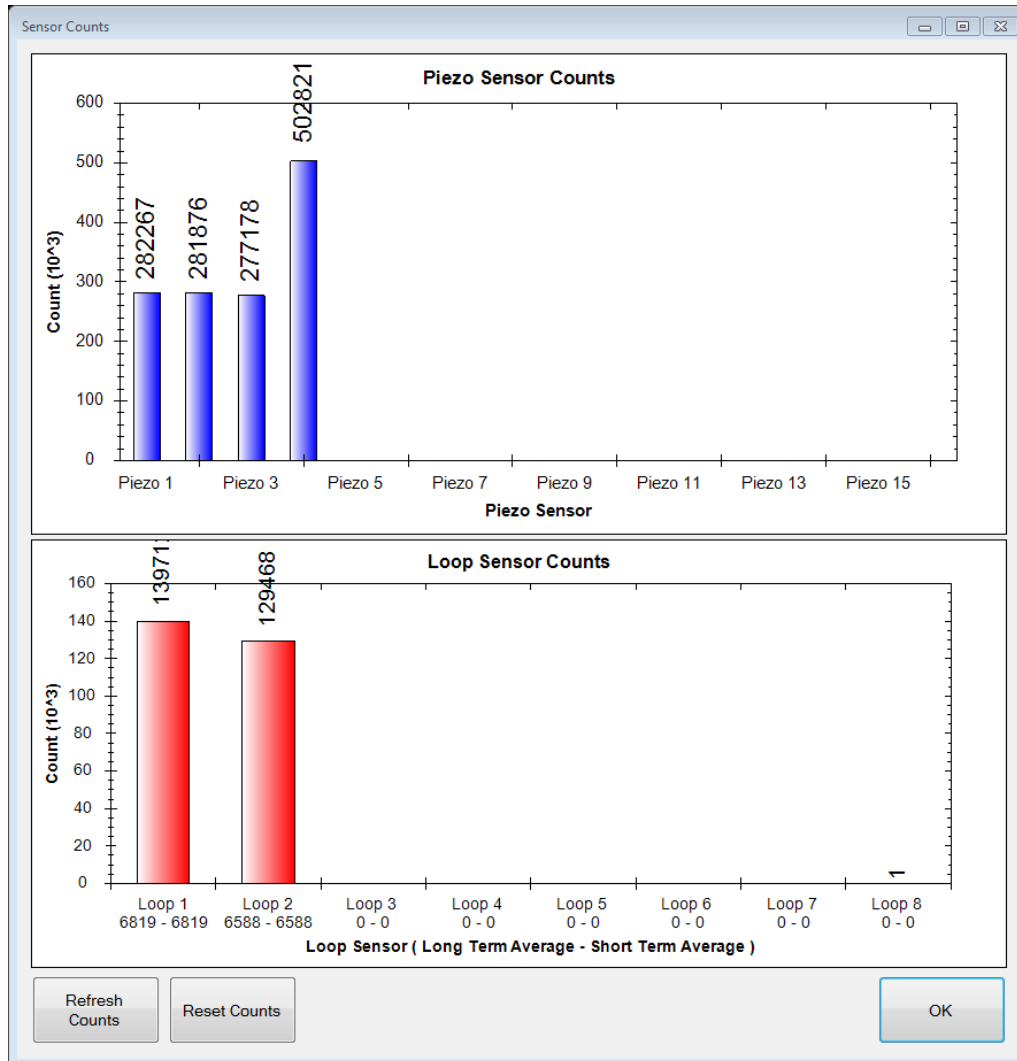 Sensor Counts
Piezo Sensor Counts
600
500
400
300
200
100
0
Count (10^3)
282267
281876
277178
502821
Piezo 1 Piezo 3 Piezo 5 Piezo 7 Piezo 9 Piezo 11 Piezo 13 Piezo 15
Piezo Sensor
Loop Sensor Counts
160
140
120
100
80
60
40
20
0
Count (10^3)
129468
1
Loop 1 Loop 2 Loop 3 Loop 4 Loop 5 Loop 6 Loop 7 Loop 8
6819 - 6819 6588 - 6588 0 - 0 0 - 0 0 - 0 0 - 0 0 - 0 0 - 0
Loop Sensor ( Long Term Average - Short Term Average )
Refresh
Counts
Reset Counts
OK